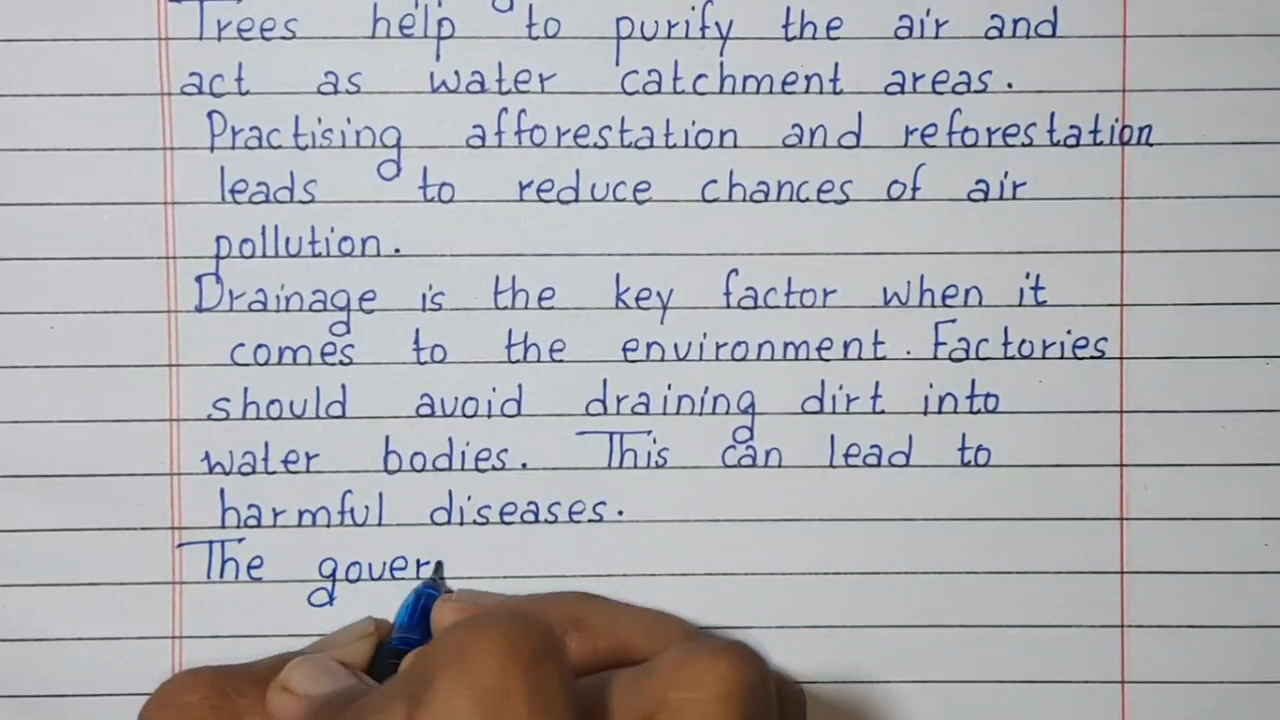 Trees help to purify the air and
act as water catchment areas.
Practising afforestation and reforestation
leads to reduce chances of air
pollution.
Drainage is the key factor when it
comes to the environment. Factories
should avoid draining dirt into
water bodies. This can lead to
harmful diseases.
The gover